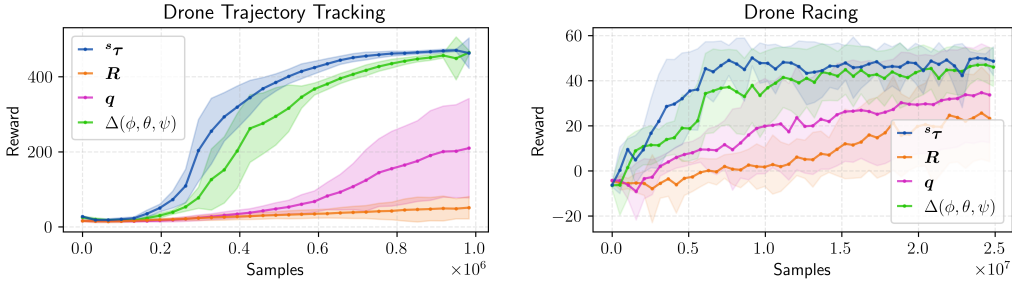 Drone Trajectory Tracking
Reward
400
200
0
ˢτ
R
q
Δ(ϕ, θ, ψ)
0.0 0.2 0.4 0.6 0.8 1.0
Samples
×10⁶
Drone Racing
Reward
60
40
20
0
−20
ˢτ
R
q
Δ(ϕ, θ, ψ)
0.0 0.5 1.0 1.5 2.0 2.5
Samples
×10⁷